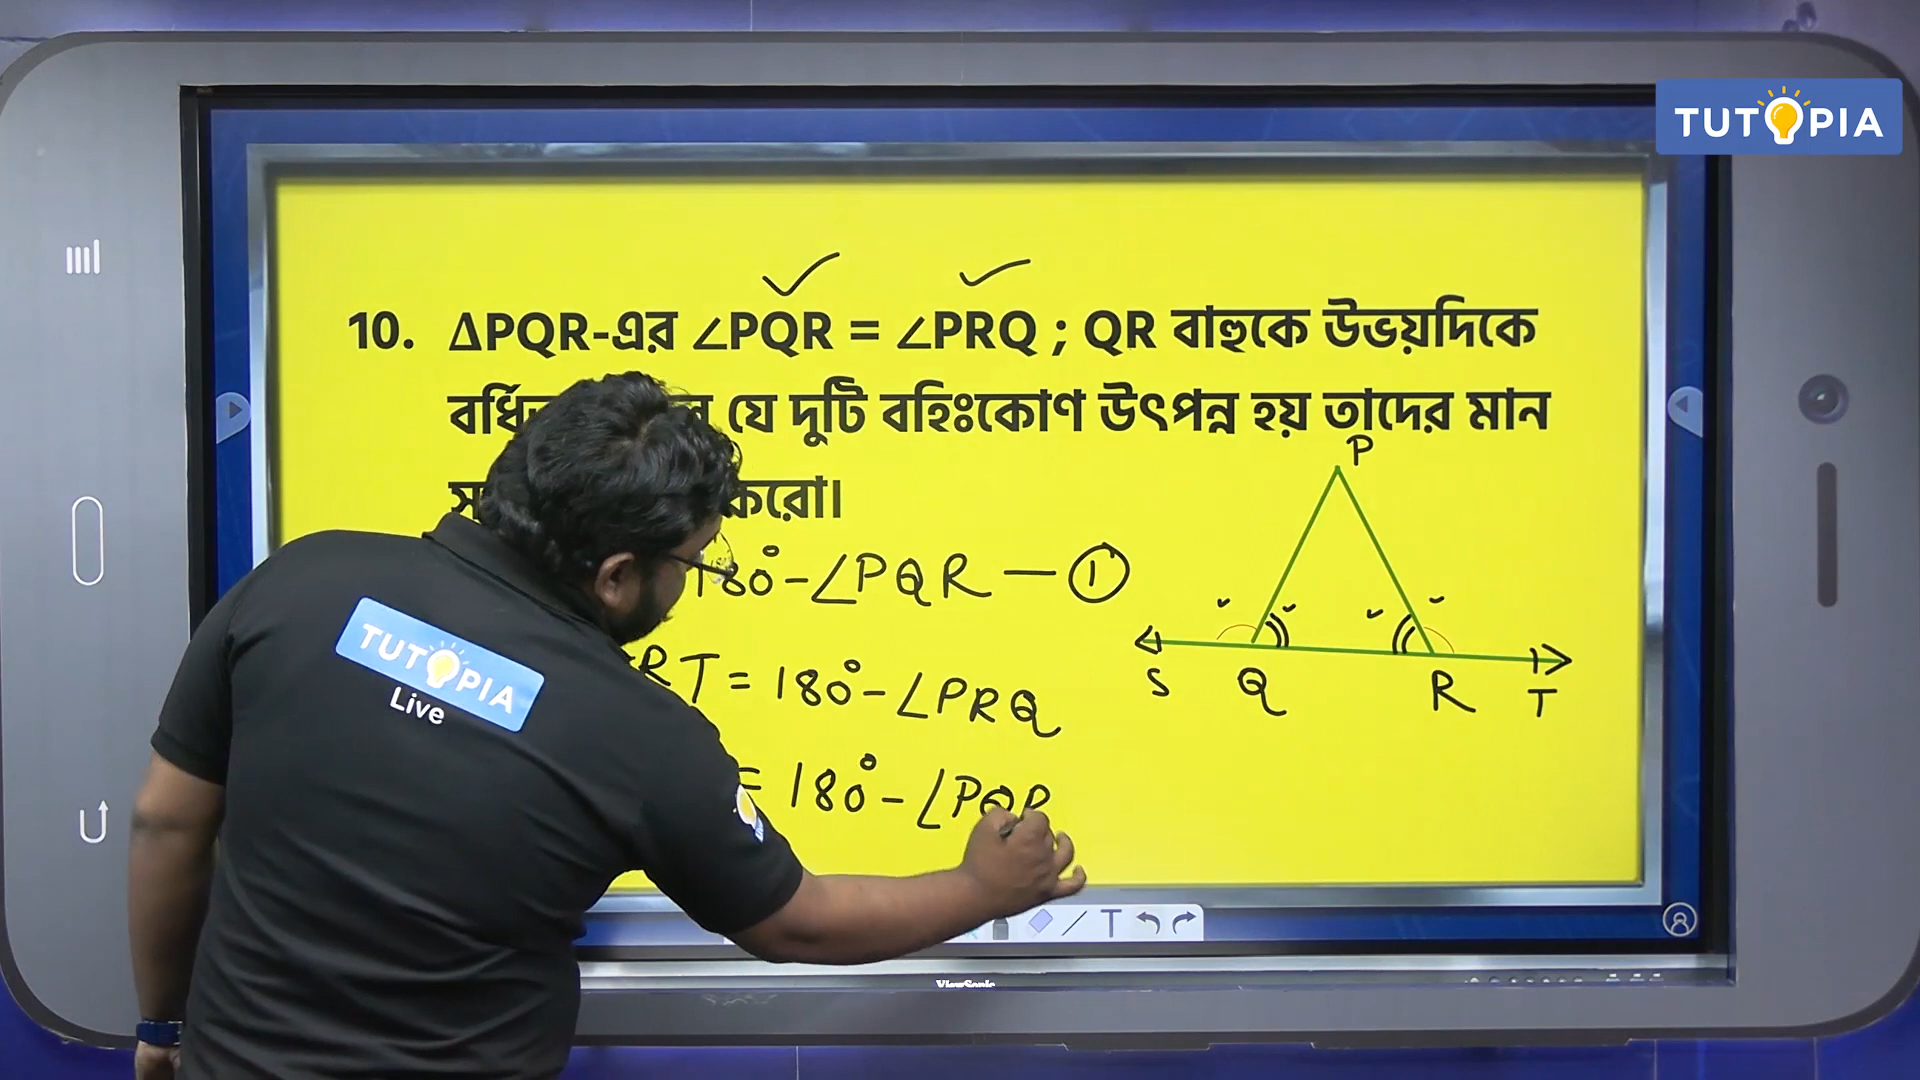 TUTOPIA
10. ΔPQR-এর ∠PQR = ∠PRQ ; QR বাহুকে উভয়দিকে
যে দুটি বহিঃকোণ উৎপন্ন হয় তাদের মান
করো।
P
180° - ∠PQR — ①
RT = 180° - ∠PRQ
S Q R T
= 180° - ∠PQR
TUTOPIA
Live
T
ViewSonic